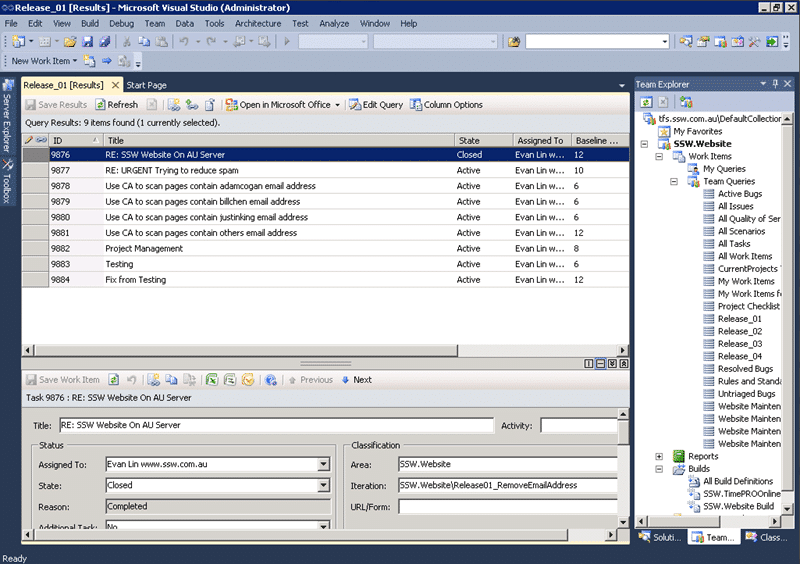 Release_01 [Results] - Microsoft Visual Studio (Administrator)
File Edit View Build Debug Team Data Tools Architecture Test Analyze Window Help
New Work Item
Server Explorer
Toolbox
Release_01 [Results] Start Page
Save Results Refresh Open in Microsoft Office Edit Query Column Options
Query Results: 9 items found (1 currently selected).
ID Title State Assigned To Baseline ...
9876 RE: SSW Website On AU Server Closed Evan Lin w... 12
9877 RE: URGENT Trying to reduce spam Active Evan Lin w... 10
9878 Use CA to scan pages contain adamcogan email address Active Evan Lin w... 6
9879 Use CA to scan pages contain billchen email address Active Evan Lin w... 6
9880 Use CA to scan pages contain justinking email address Active Evan Lin w... 6
9881 Use CA to scan pages contain others email address Active Evan Lin w... 12
9882 Project Management Active Evan Lin w... 8
9883 Testing Active Evan Lin w... 6
9884 Fix from Testing Active Evan Lin w... 12
Save Work Item Previous Next
Task 9876 : RE: SSW Website On AU Server
Title: RE: SSW Website On AU Server Activity:
Status
Assigned To: Evan Lin www.ssw.com.au
State: Closed
Reason: Completed
Additional Task: No
Classification
Area: SSW.Website
Iteration: SSW.Website\Release01_RemoveEmailAddress
URL/Form:
Team Explorer
tfs.ssw.com.au\DefaultCollection
My Favorites
SSW.Website
Work Items
My Queries
Team Queries
Active Bugs
All Issues
All Quality of Ser
All Scenarios
All Tasks
All Work Items
CurrentProjects
My Work Items
My Work Items f
Project Checklist
Release_01
Release_02
Release_03
Release_04
Resolved Bugs
Rules and Standa
Untriaged Bugs
Website Mainten
Website Mainten
Website Mainten
Website Mainten
Reports
Builds
All Build Definitions
SSW.TimePROOnline
SSW.Website Build
Soluti... Team... Class...
Ready